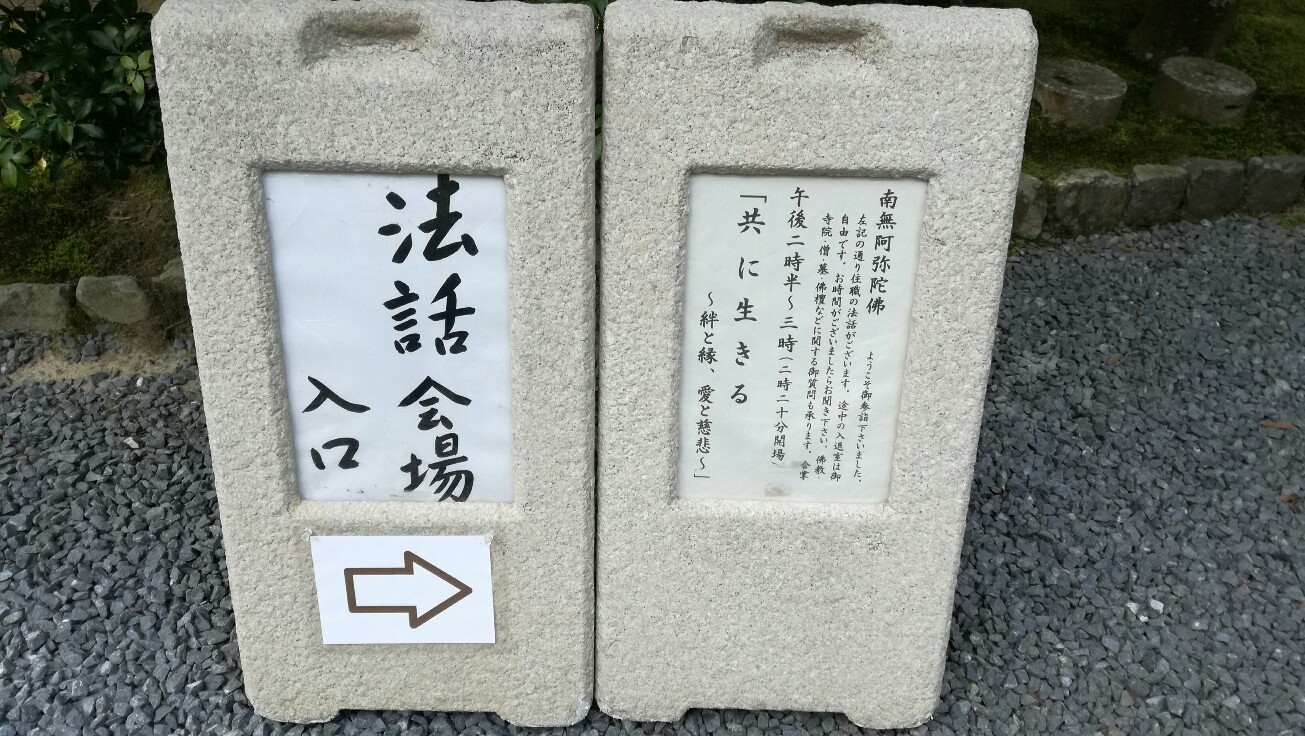 法話会場
入口
南無阿弥陀佛
ようこそ御参詣下さいました、
左記の通り住職の法話がございます。途中の入退室は御
自由です。お時間がございましたらお聞き下さい。佛教・
寺院・僧・墓・佛壇などに関する御質問も承ります。合掌
午後二時半～三時(二時二十分開場)
「共に生きる
～絆と縁、愛と慈悲～」